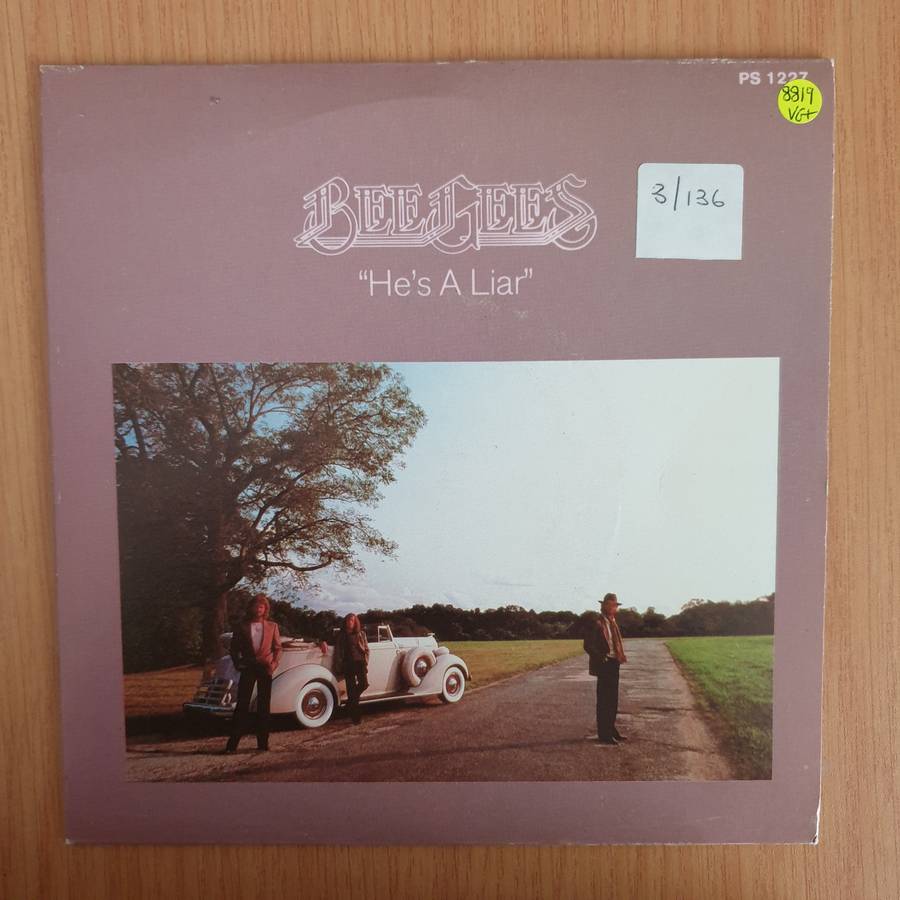 PS 1227
8819
VG+
BEE GEES
3/136
“He's A Liar”